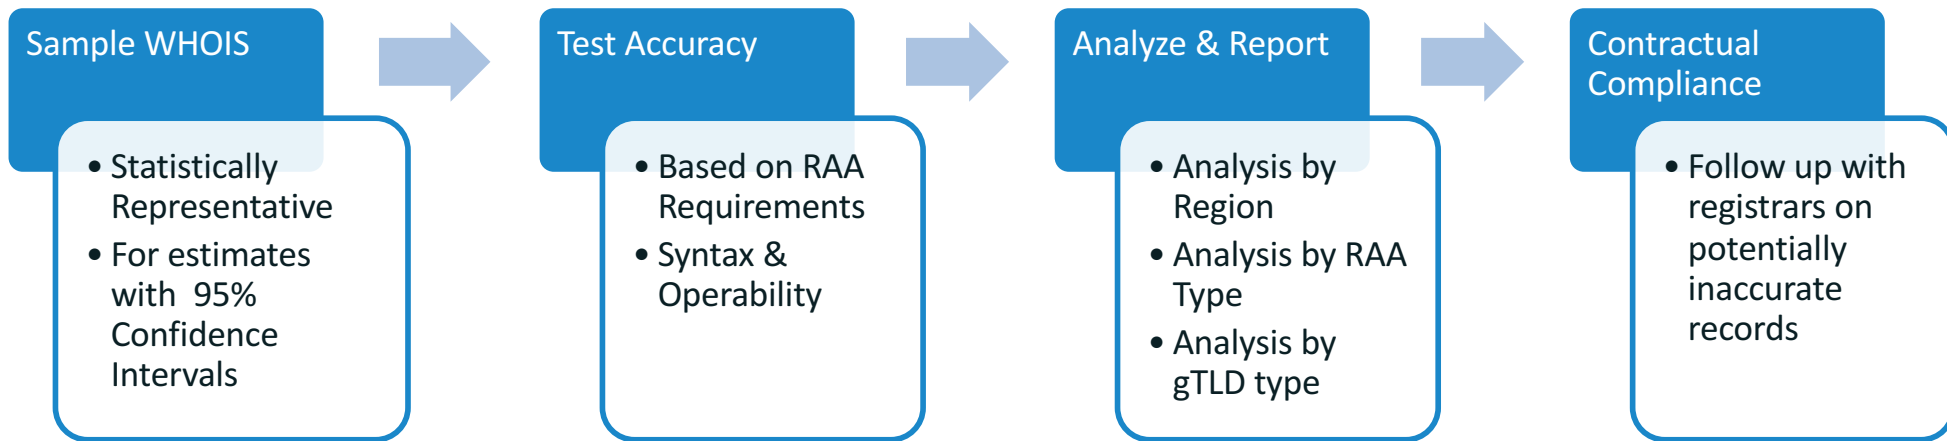 Sample WHOIS
• Statistically
Representative
• For estimates
with 95%
Confidence
Intervals
Test Accuracy
• Based on RAA
Requirements
• Syntax &
Operability
Analyze & Report
• Analysis by
Region
• Analysis by RAA
Type
• Analysis by
gTLD type
Contractual
Compliance
• Follow up with
registrars on
potentially
inaccurate
records